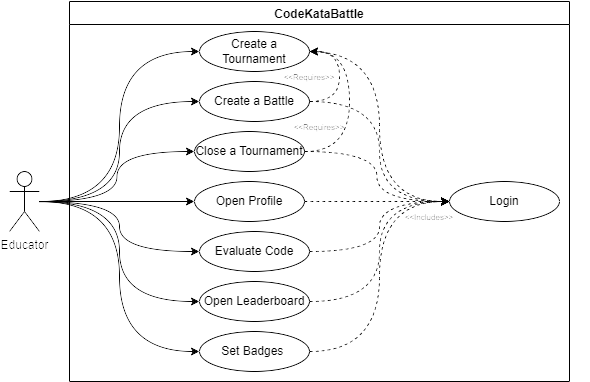 CodeKataBattle
Create a
Tournament
<<Requires>>
Create a Battle
<<Requires>>
Close a Tournament
Open Profile
Login
<<Includes>>
Educator
Evaluate Code
Open Leaderboard
Set Badges